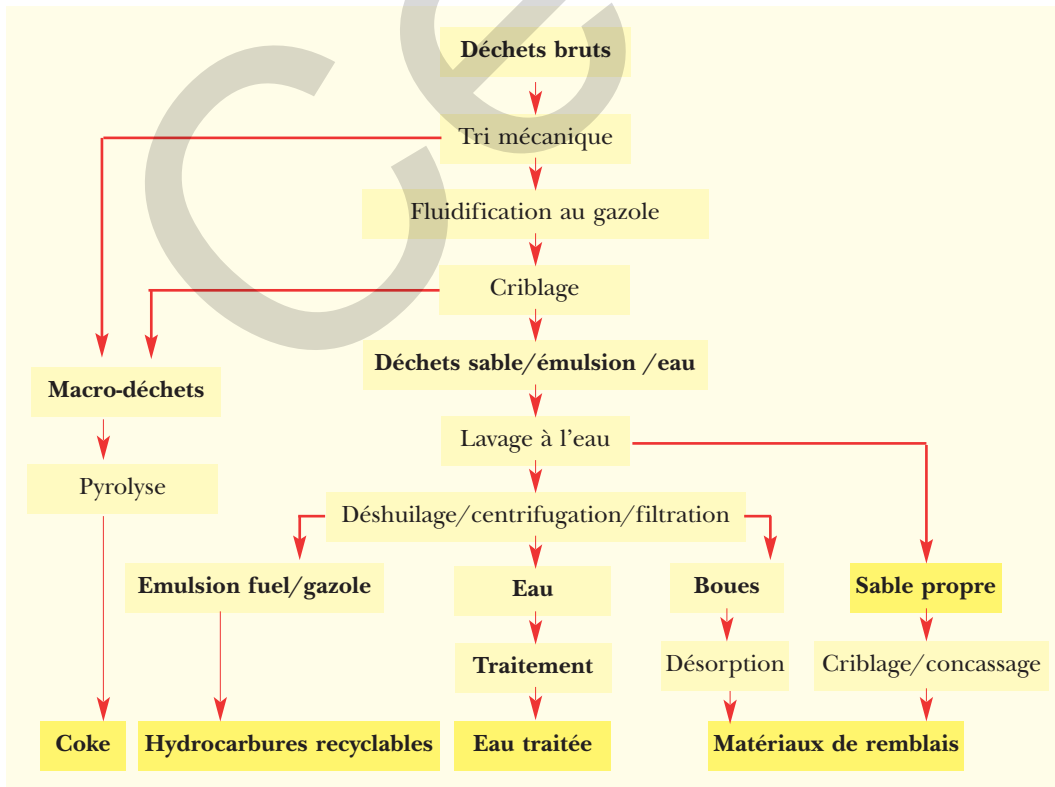 Déchets bruts
Tri mécanique
Fluidification au gazole
Criblage
Déchets sable/émulsion /eau
Macro-déchets
Lavage à l'eau
Pyrolyse
Déshuilage/centrifugation/filtration
Emulsion fuel/gazole
Eau
Boues
Sable propre
Traitement
Désorption
Criblage/concassage
Coke
Hydrocarbures recyclables
Eau traitée
Matériaux de remblais